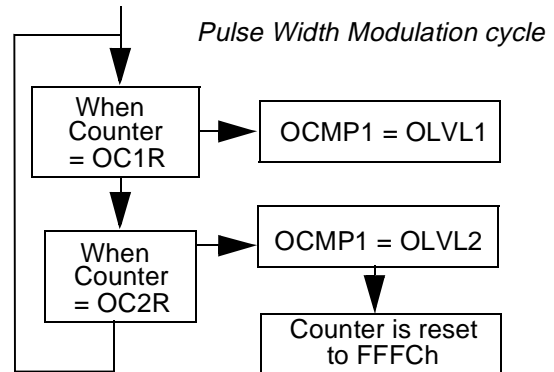 Pulse Width Modulation cycle
When
Counter
= OC1R
OCMP1 = OLVL1
When
Counter
= OC2R
OCMP1 = OLVL2
Counter is reset
to FFFCh